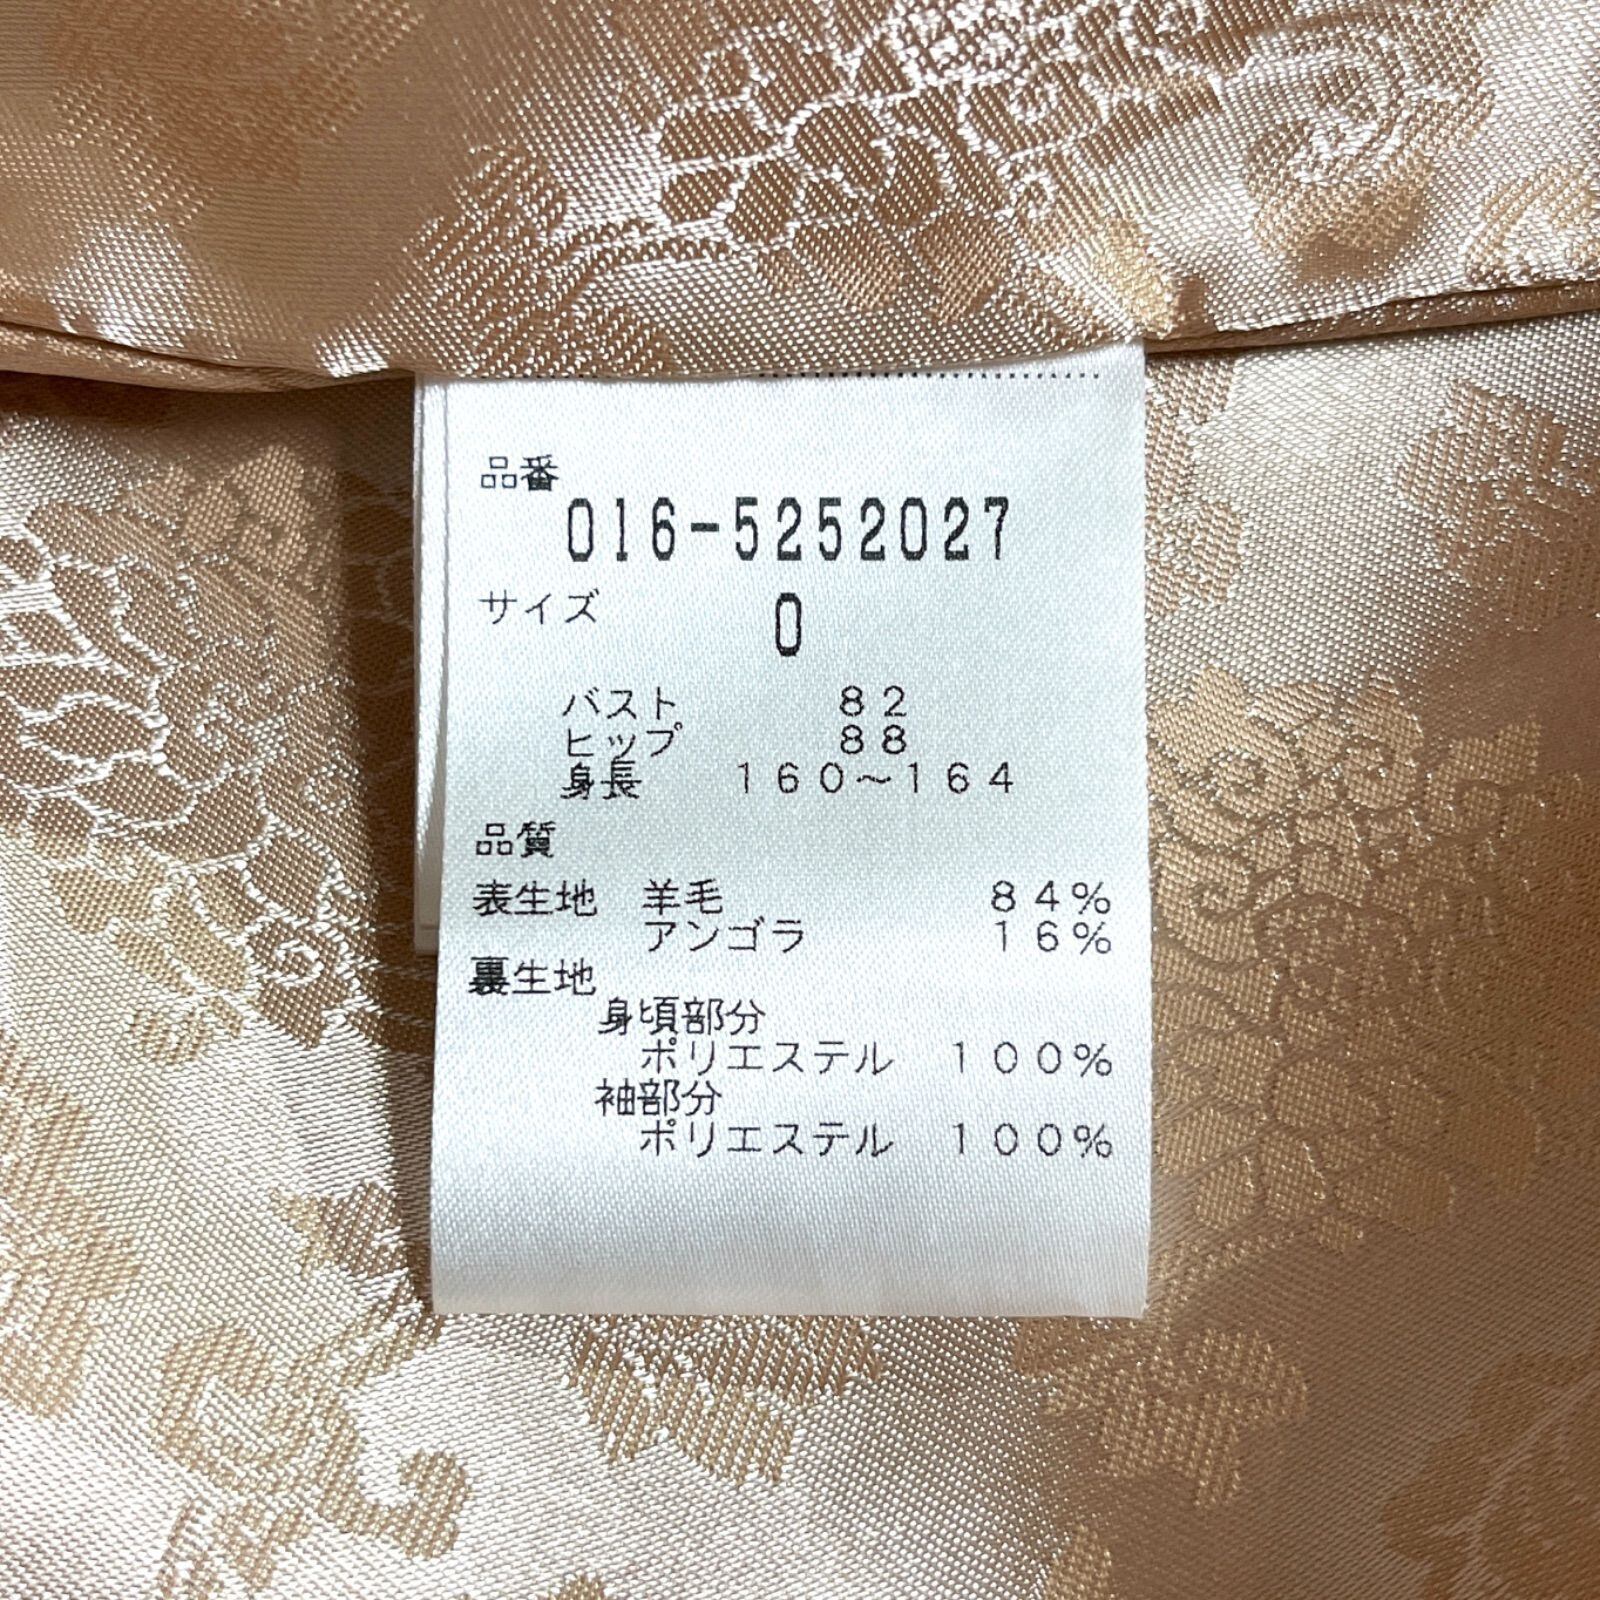 品番
016-5252027
サイズ 0
バスト 82
ヒップ 88
身長 160〜164
品質
表生地 羊毛 84%
アンゴラ 16%
裏生地
身頃部分
ポリエステル 100%
袖部分
ポリエステル 100%